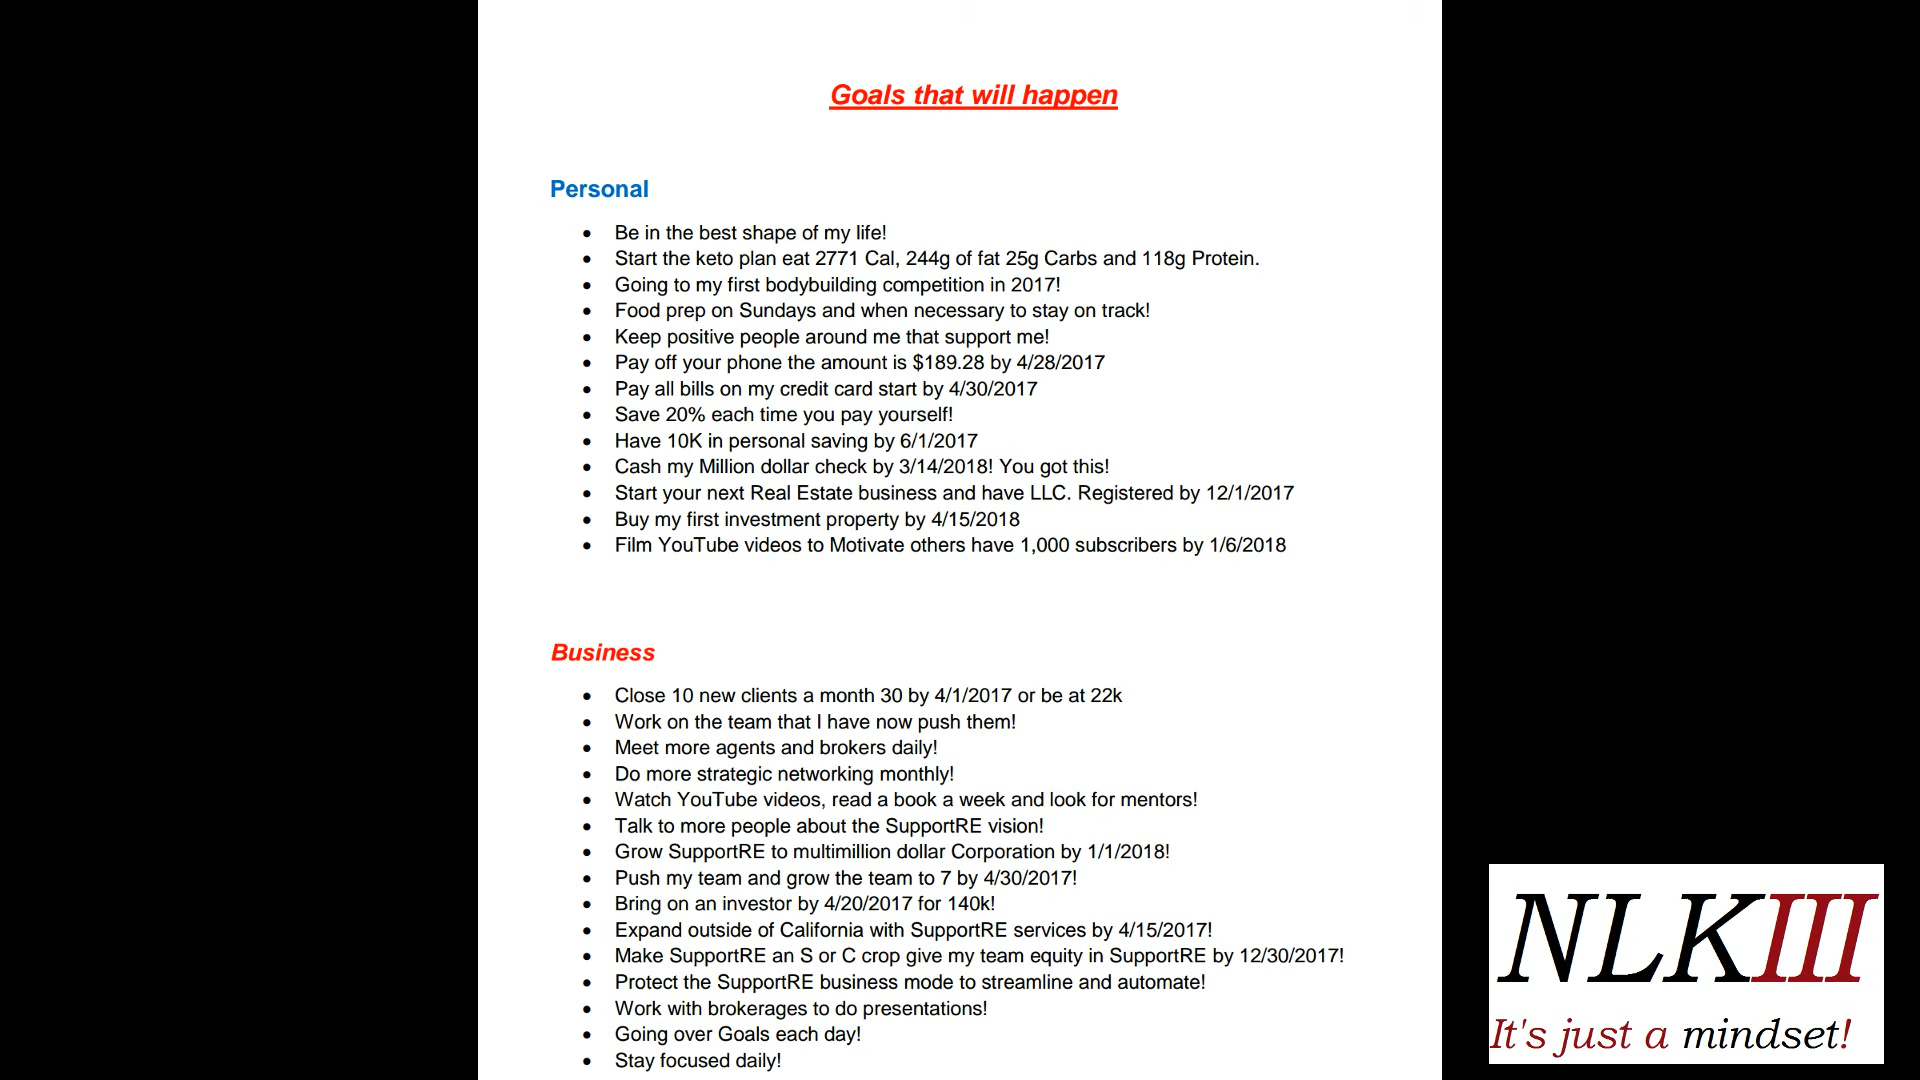 Goals that will happen
Personal
• Be in the best shape of my life!
• Start the keto plan eat 2771 Cal, 244g of fat 25g Carbs and 118g Protein.
• Going to my first bodybuilding competition in 2017!
• Food prep on Sundays and when necessary to stay on track!
• Keep positive people around me that support me!
• Pay off your phone the amount is $189.28 by 4/28/2017
• Pay all bills on my credit card start by 4/30/2017
• Save 20% each time you pay yourself!
• Have 10K in personal saving by 6/1/2017
• Cash my Million dollar check by 3/14/2018! You got this!
• Start your next Real Estate business and have LLC. Registered by 12/1/2017
• Buy my first investment property by 4/15/2018
• Film YouTube videos to Motivate others have 1,000 subscribers by 1/6/2018
Business
• Close 10 new clients a month 30 by 4/1/2017 or be at 22k
• Work on the team that I have now push them!
• Meet more agents and brokers daily!
• Do more strategic networking monthly!
• Watch YouTube videos, read a book a week and look for mentors!
• Talk to more people about the SupportRE vision!
• Grow SupportRE to multimillion dollar Corporation by 1/1/2018!
• Push my team and grow the team to 7 by 4/30/2017!
• Bring on an investor by 4/20/2017 for 140k!
• Expand outside of California with SupportRE services by 4/15/2017!
• Make SupportRE an S or C crop give my team equity in SupportRE by 12/30/2017!
• Protect the SupportRE business mode to streamline and automate!
• Work with brokerages to do presentations!
• Going over Goals each day!
• Stay focused daily!
NLKIII
It's just a mindset!